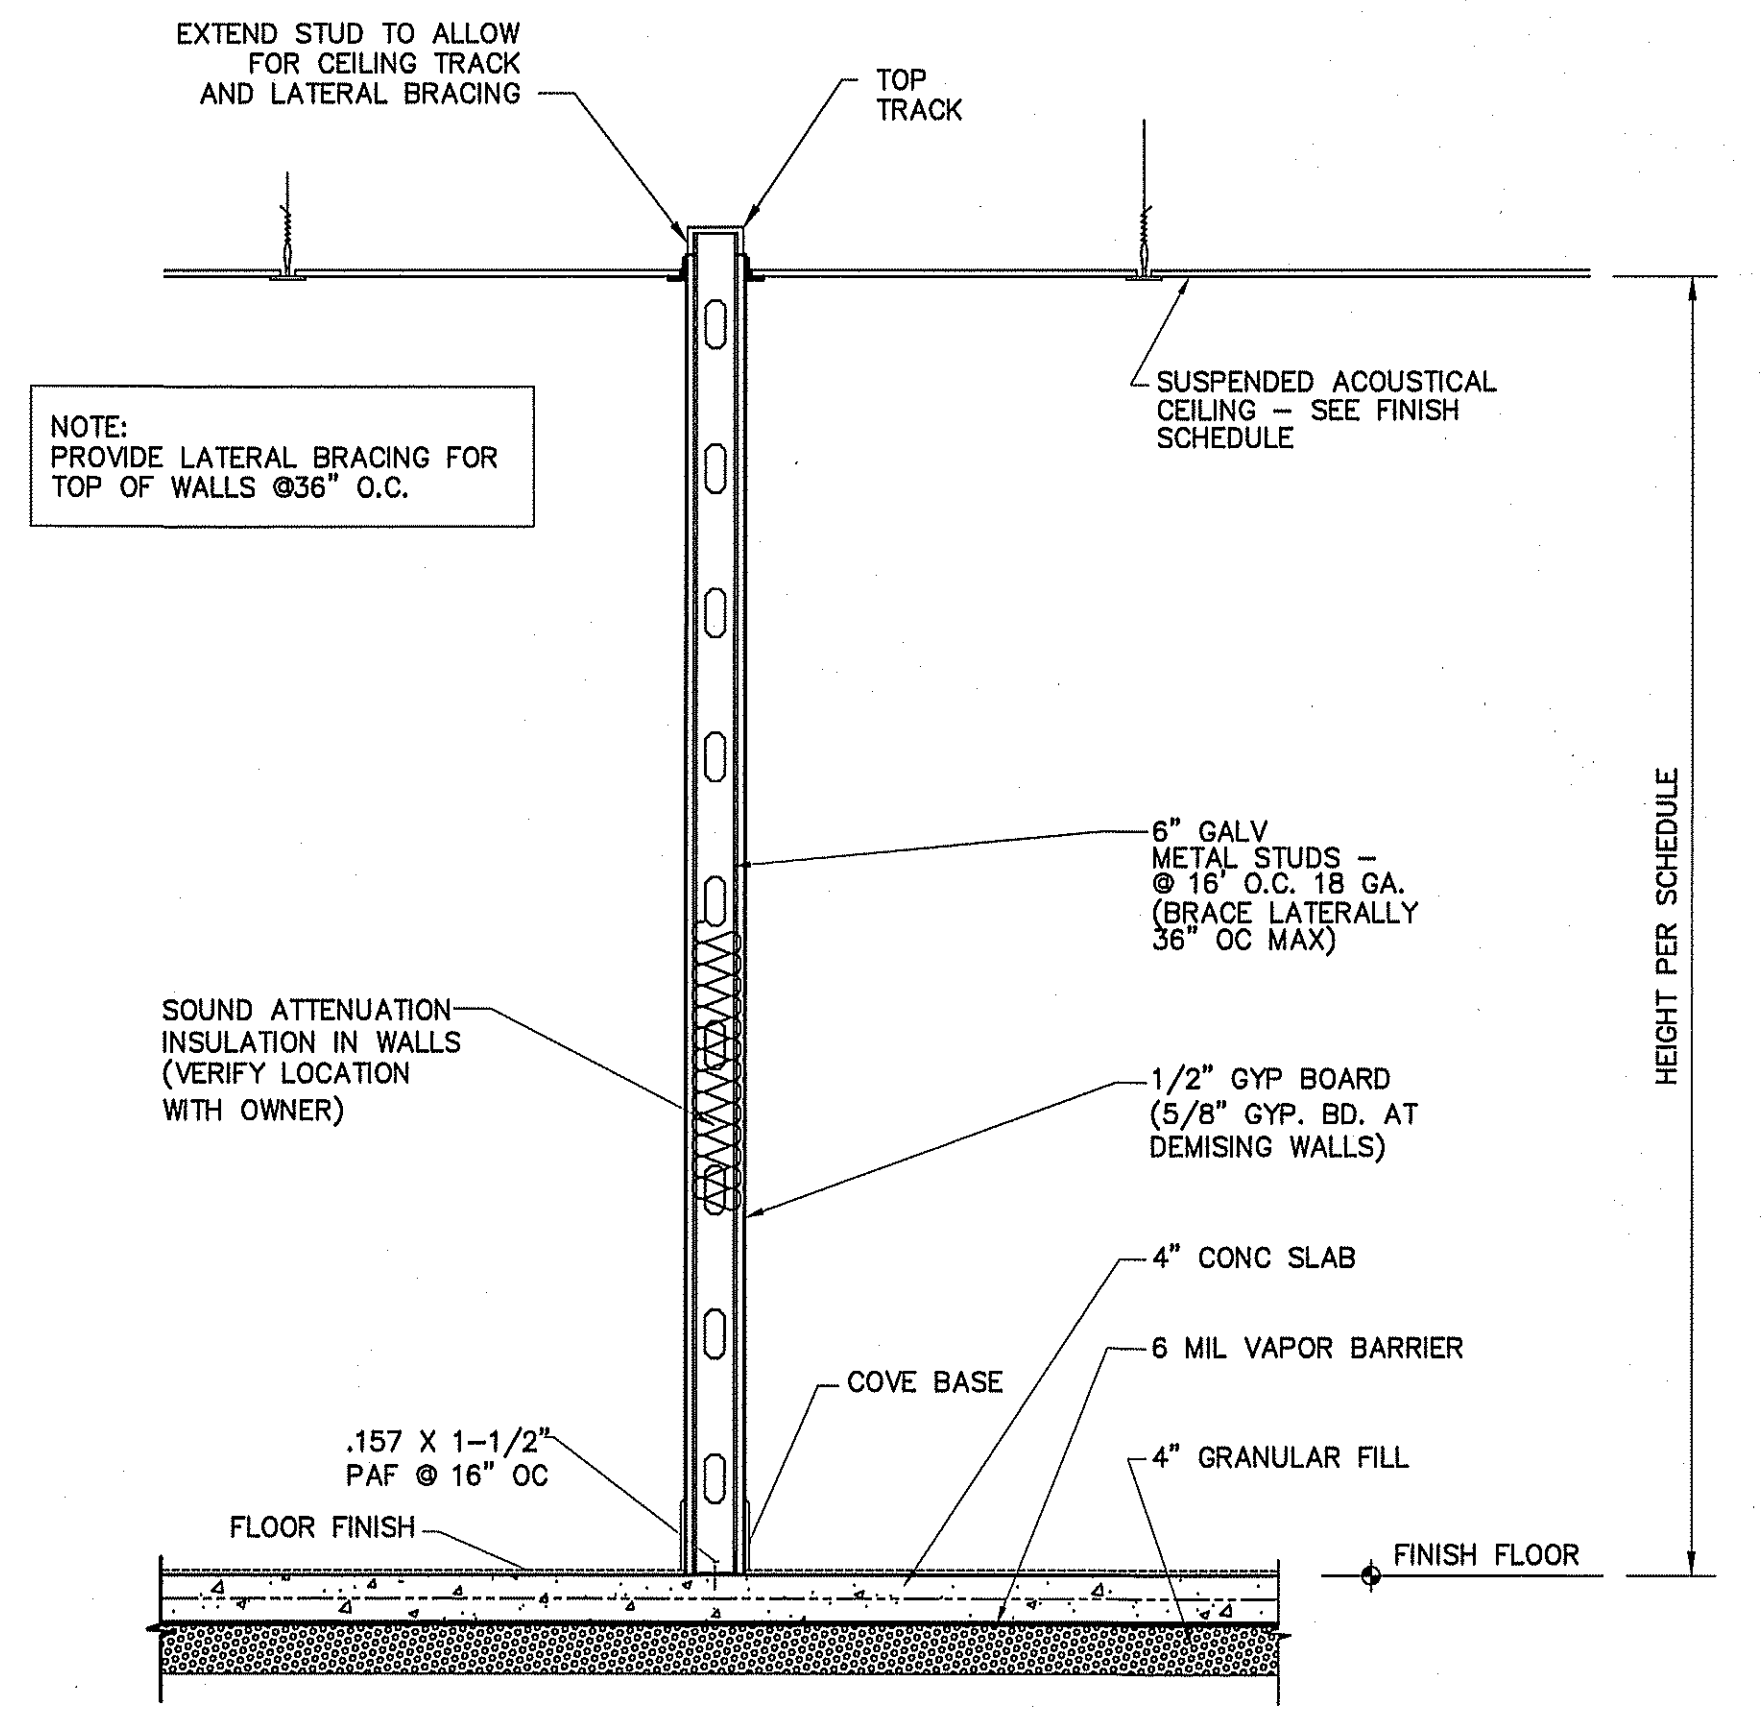 EXTEND STUD TO ALLOW
FOR CEILING TRACK
AND LATERAL BRACING
TOP
TRACK
SUSPENDED ACOUSTICAL
CEILING – SEE FINISH
SCHEDULE
NOTE:
PROVIDE LATERAL BRACING FOR
TOP OF WALLS @36" O.C.
6" GALV
METAL STUDS –
@ 16' O.C. 18 GA.
(BRACE LATERALLY
36" OC MAX)
HEIGHT PER SCHEDULE
SOUND ATTENUATION
INSULATION IN WALLS
(VERIFY LOCATION
WITH OWNER)
1/2" GYP BOARD
(5/8" GYP. BD. AT
DEMISING WALLS)
4" CONC SLAB
6 MIL VAPOR BARRIER
COVE BASE
.157 X 1–1/2"
PAF @ 16" OC
4" GRANULAR FILL
FLOOR FINISH
FINISH FLOOR